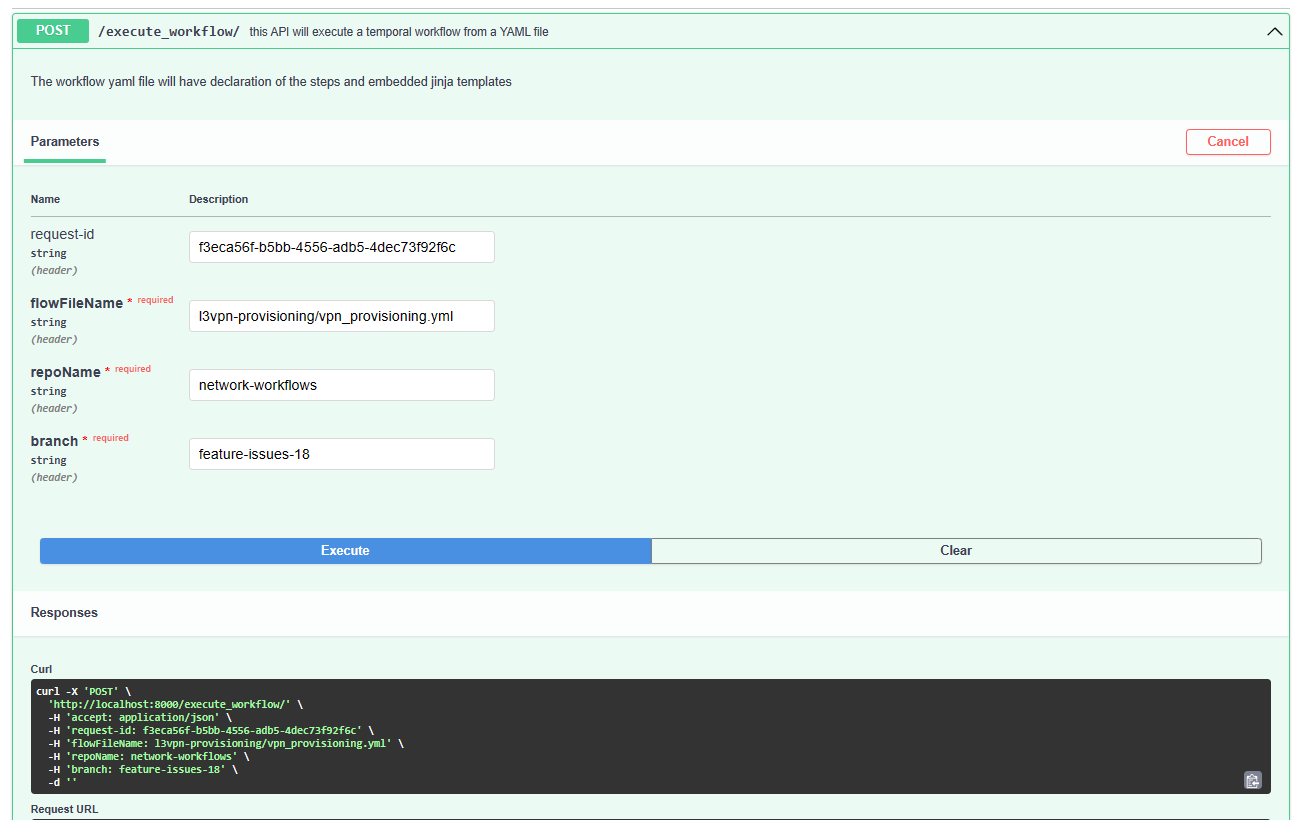 POST /execute_workflow/ this API will execute a temporal workflow from a YAML file
The workflow yaml file will have declaration of the steps and embedded jinja templates
Parameters
Cancel
Name Description
request-id
string
(header)
f3eca56f-b5bb-4556-adb5-4dec73f92f6c
flowFileName * required
string
(header)
l3vpn-provisioning/vpn_provisioning.yml
repoName * required
string
(header)
network-workflows
branch * required
string
(header)
feature-issues-18
Execute
Clear
Responses
Curl
curl -X 'POST' \
'http://localhost:8000/execute_workflow/' \
-H 'accept: application/json' \
-H 'request-id: f3eca56f-b5bb-4556-adb5-4dec73f92f6c' \
-H 'flowFileName: l3vpn-provisioning/vpn_provisioning.yml' \
-H 'repoName: network-workflows' \
-H 'branch: feature-issues-18' \
-d ''
Request URL